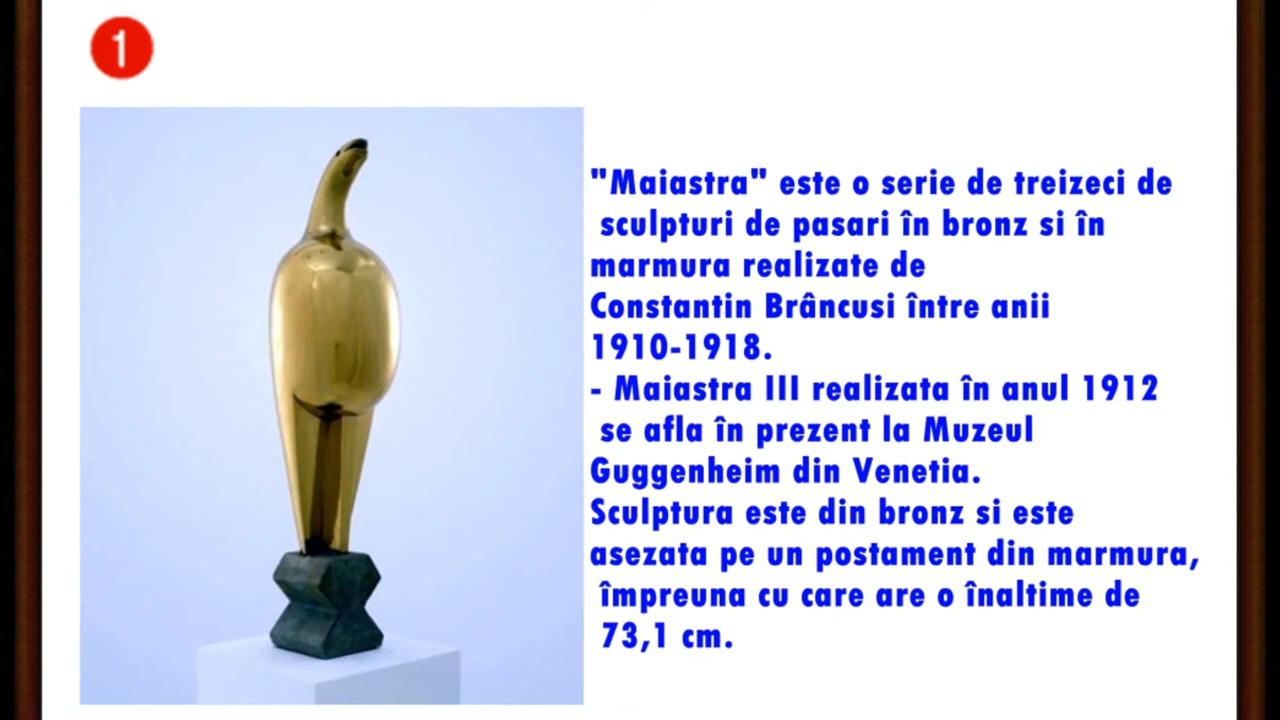 1
"Maiastra" este o serie de treizeci de
sculpturi de pasari în bronz si în
marmura realizate de
Constantin Brâncusi între anii
1910-1918.
- Maiastra III realizata în anul 1912
se afla în prezent la Muzeul
Guggenheim din Venetia.
Sculptura este din bronz si este
asezata pe un postament din marmura,
împreuna cu care are o înaltime de
73,1 cm.